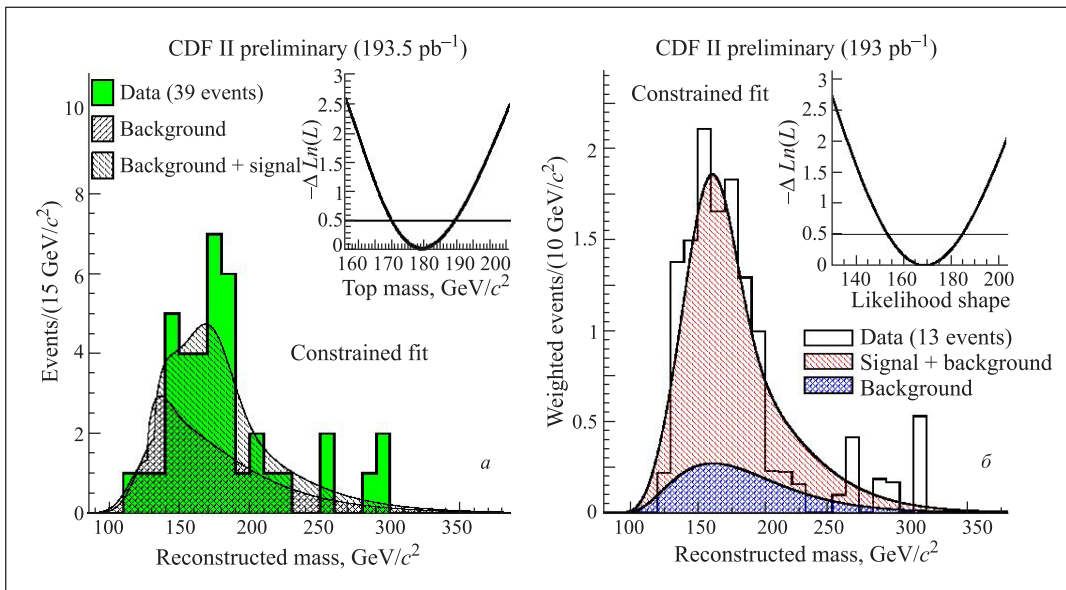 CDF II preliminary (193.5 pb⁻¹)
Data (39 events)
Background
Background + signal
Constrained fit
Events/(15 GeV/c²)
0
2
4
6
8
10
100 150 200 250 300 350
Reconstructed mass, GeV/c²
а
−Δ Ln(L)
3
2.5
2
1.5
1
0.5
0
160 170 180 190 200
Top mass, GeV/c²
CDF II preliminary (193 pb⁻¹)
Constrained fit
Weighted events/(10 GeV/c²)
2
1.5
1
0.5
0
100 150 200 250 300 350
Reconstructed mass, GeV/c²
б
−Δ Ln(L)
3
2.5
2
1.5
1
0.5
0
140 160 180 200
Likelihood shape
Data (13 events)
Signal + background
Background